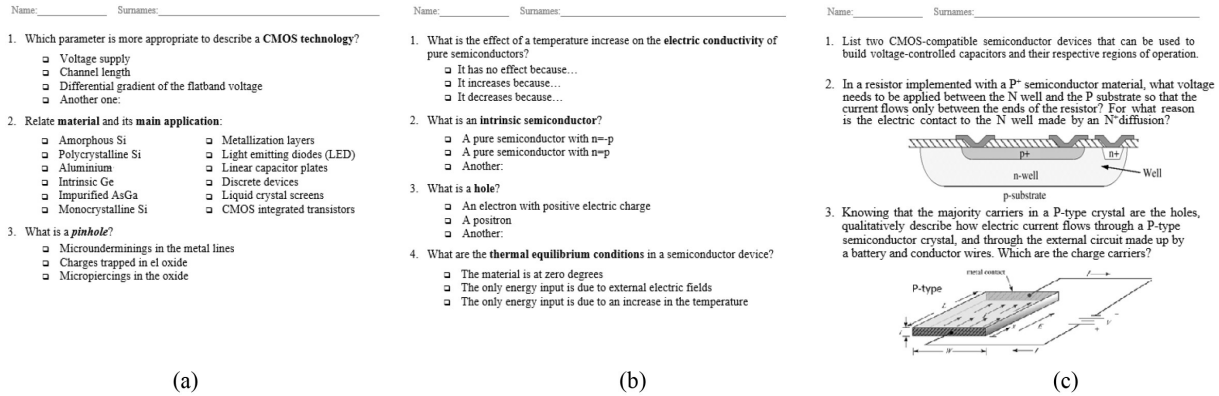 Name: Surnames:
1. Which parameter is more appropriate to describe a CMOS technology?
Voltage supply
Channel length
Differential gradient of the flatband voltage
Another one:
2. Relate material and its main application:
Amorphous Si
Polycrystalline Si
Aluminium
Intrinsic Ge
Impurified AsGa
Monocrystalline Si
Metallization layers
Light emitting diodes (LED)
Linear capacitor plates
Discrete devices
Liquid crystal screens
CMOS integrated transistors
3. What is a pinhole?
Microunderminings in the metal lines
Charges trapped in el oxide
Micropiercings in the oxide
(a)
Name: Surnames:
1. What is the effect of a temperature increase on the electric conductivity of
pure semiconductors?
It has no effect because…
It increases because…
It decreases because…
2. What is an intrinsic semiconductor?
A pure semiconductor with n=-p
A pure semiconductor with n=p
Another:
3. What is a hole?
An electron with positive electric charge
A positron
Another:
4. What are the thermal equilibrium conditions in a semiconductor device?
The material is at zero degrees
The only energy input is due to external electric fields
The only energy input is due to an increase in the temperature
(b)
Name: Surnames:
1. List two CMOS-compatible semiconductor devices that can be used to
build voltage-controlled capacitors and their respective regions of operation.
2. In a resistor implemented with a P+ semiconductor material, what voltage
needs to be applied between the N well and the P substrate so that the
current flows only between the ends of the resistor? For what reason
is the electric contact to the N well made by an N+diffusion?
p+
n+
n-well
Well
p-substrate
3. Knowing that the majority carriers in a P-type crystal are the holes,
qualitatively describe how electric current flows through a P-type
semiconductor crystal, and through the external circuit made up by
a battery and conductor wires. Which are the charge carriers?
metal contact
I
P-type
L
E
V
+
-
W
I
(c)